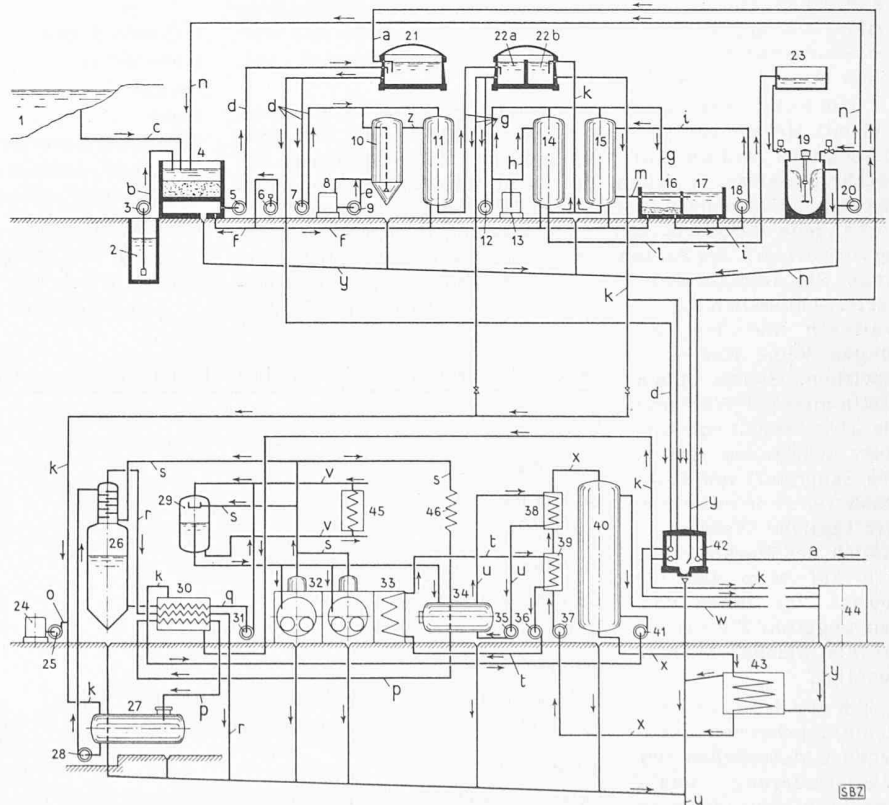 a 21 22a 22b 23
n d d z g k n
1 c 4 10 11 14 15 i 19
h g
b 8 e m 16 17
3 5 6 7 9 12 13 18 20
f f l i
2 y k n
d
k s v s x k y
r 29 s 45 46 38 40
26 v t 42 a
s 39
o k 30 q 32 33 34 u u k
24 31 35 36 37 41 w 44
25 p t x 43 y
k 27 p r x
28
y SBZ